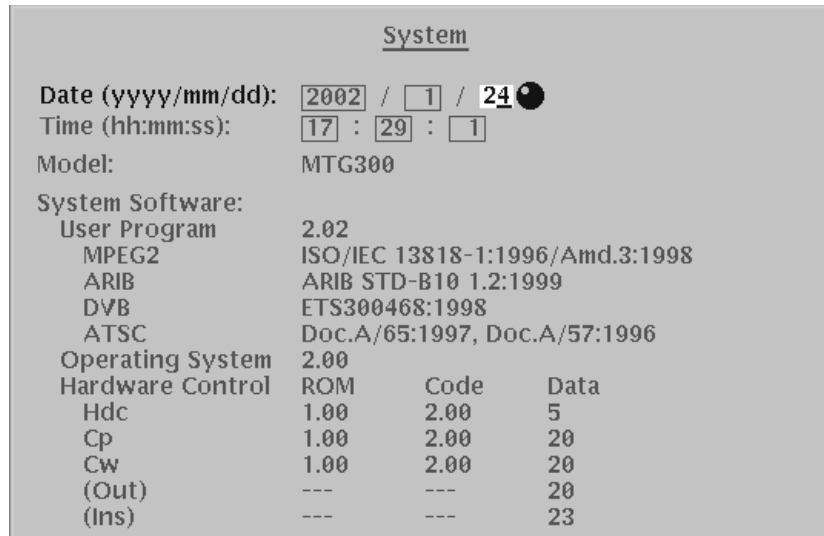 System
Date (yyyy/mm/dd): 2002 / 1 / 24
Time (hh:mm:ss): 17 : 29 : 1
Model: MTG300
System Software:
User Program 2.02
MPEG2 ISO/IEC 13818-1:1996/Amd.3:1998
ARIB ARIB STD-B10 1.2:1999
DVB ETS300468:1998
ATSC Doc.A/65:1997, Doc.A/57:1996
Operating System 2.00
Hardware Control ROM Code Data
Hdc 1.00 2.00 5
Cp 1.00 2.00 20
Cw 1.00 2.00 20
(Out) --- --- 20
(Ins) --- --- 23